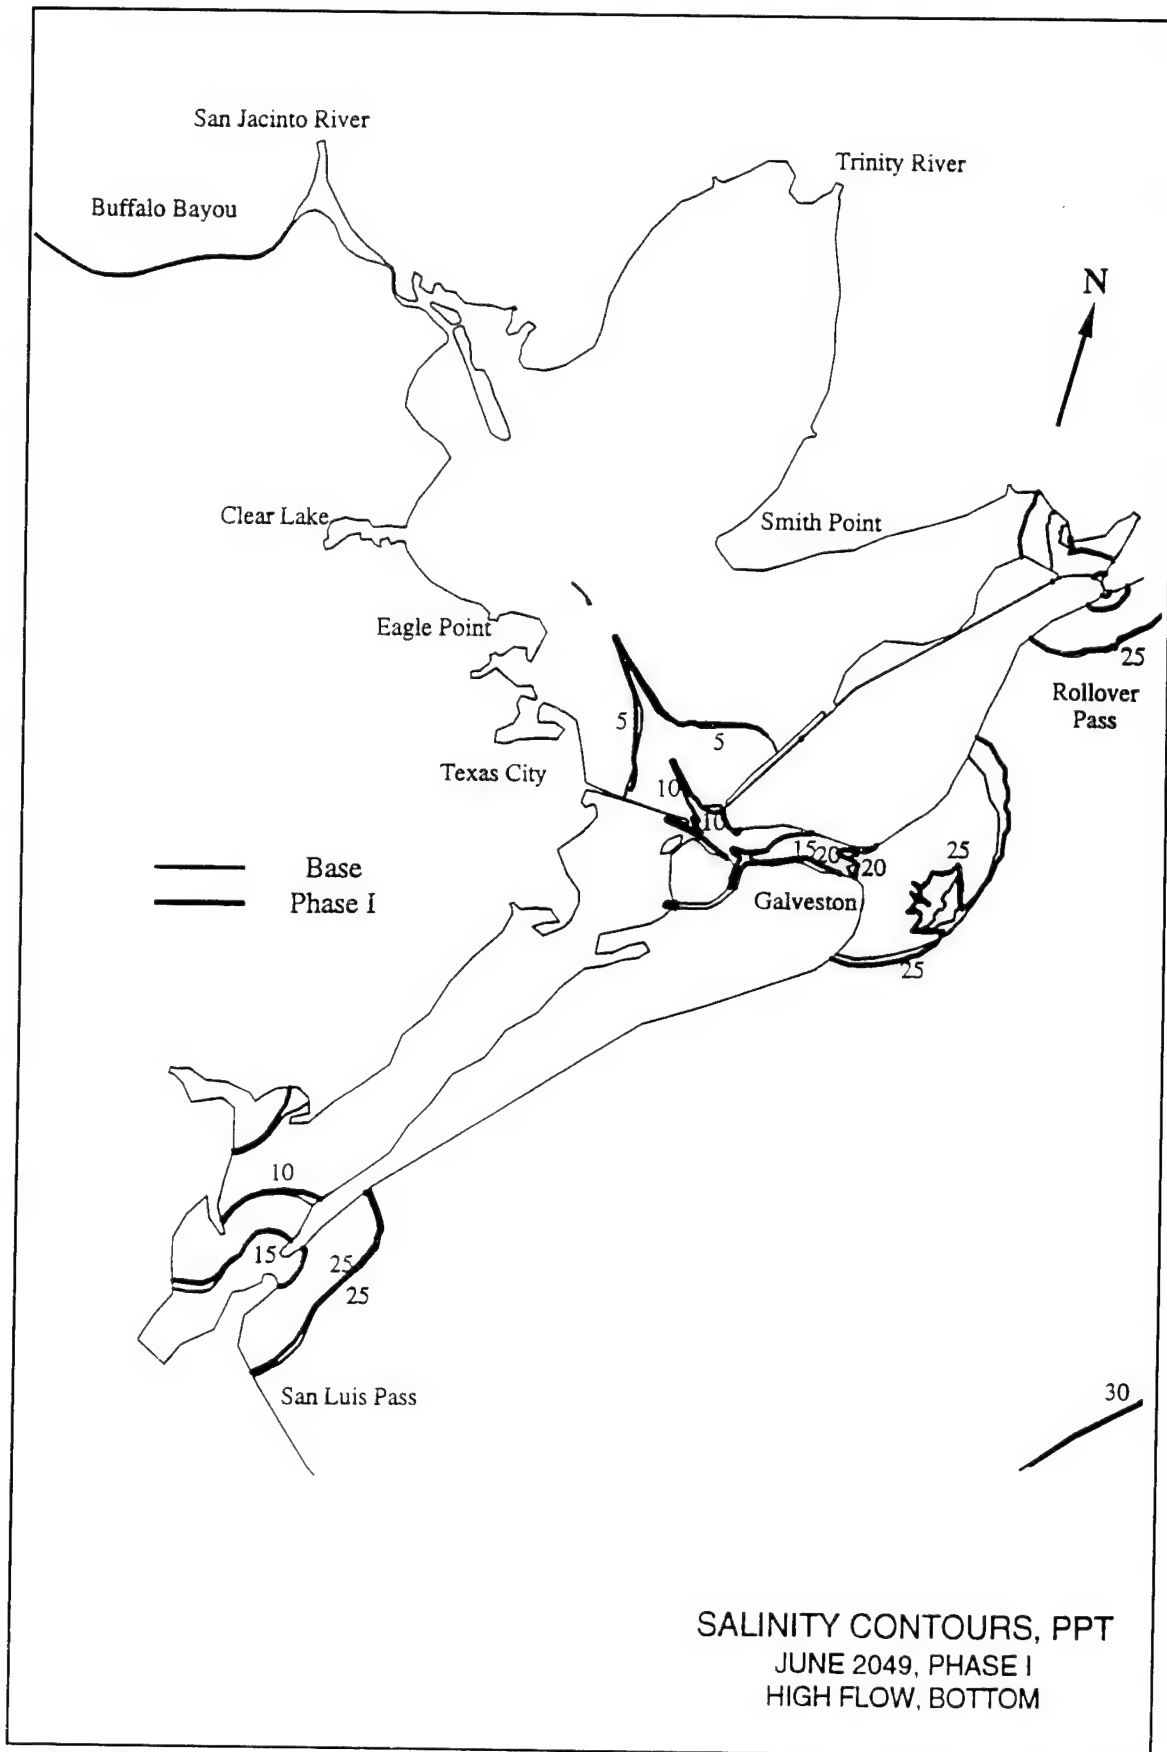 San Jacinto River
Trinity River
Buffalo Bayou
N
Clear Lake
Smith Point
Eagle Point
25
Rollover
Pass
5
5
Texas City
10
10
15
20
20
25
Base
Phase I
Galveston
25
10
15
25
25
San Luis Pass
30
SALINITY CONTOURS, PPT
JUNE 2049, PHASE I
HIGH FLOW, BOTTOM